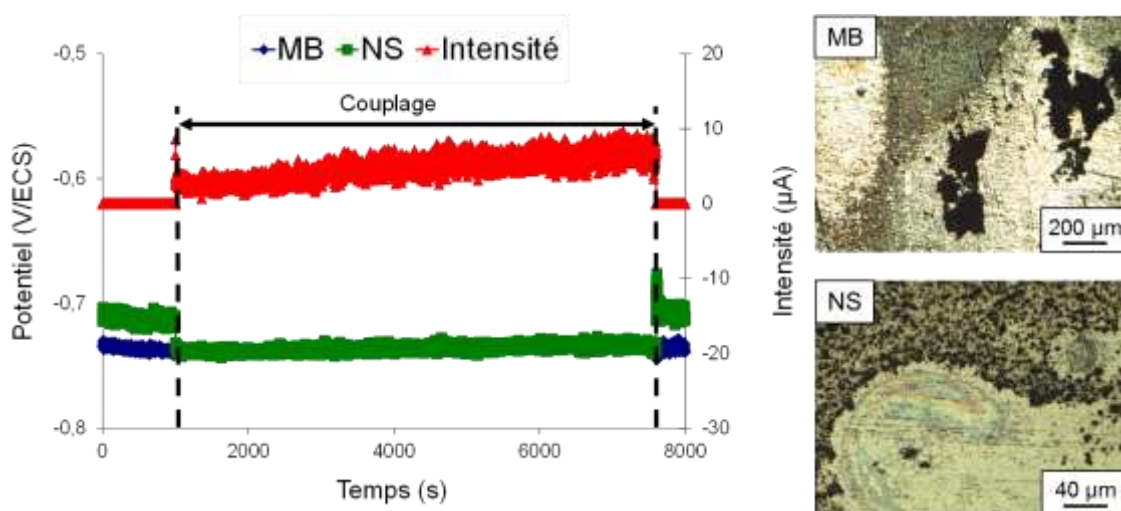 MB NS Intensité
Couplage
Potentiel (V/ECS)
-0,5
-0,6
-0,7
-0,8
20
10
0
-10
-20
-30
Intensité (µA)
0 2000 4000 6000 8000
Temps (s)
MB
200 µm
NS
40 µm